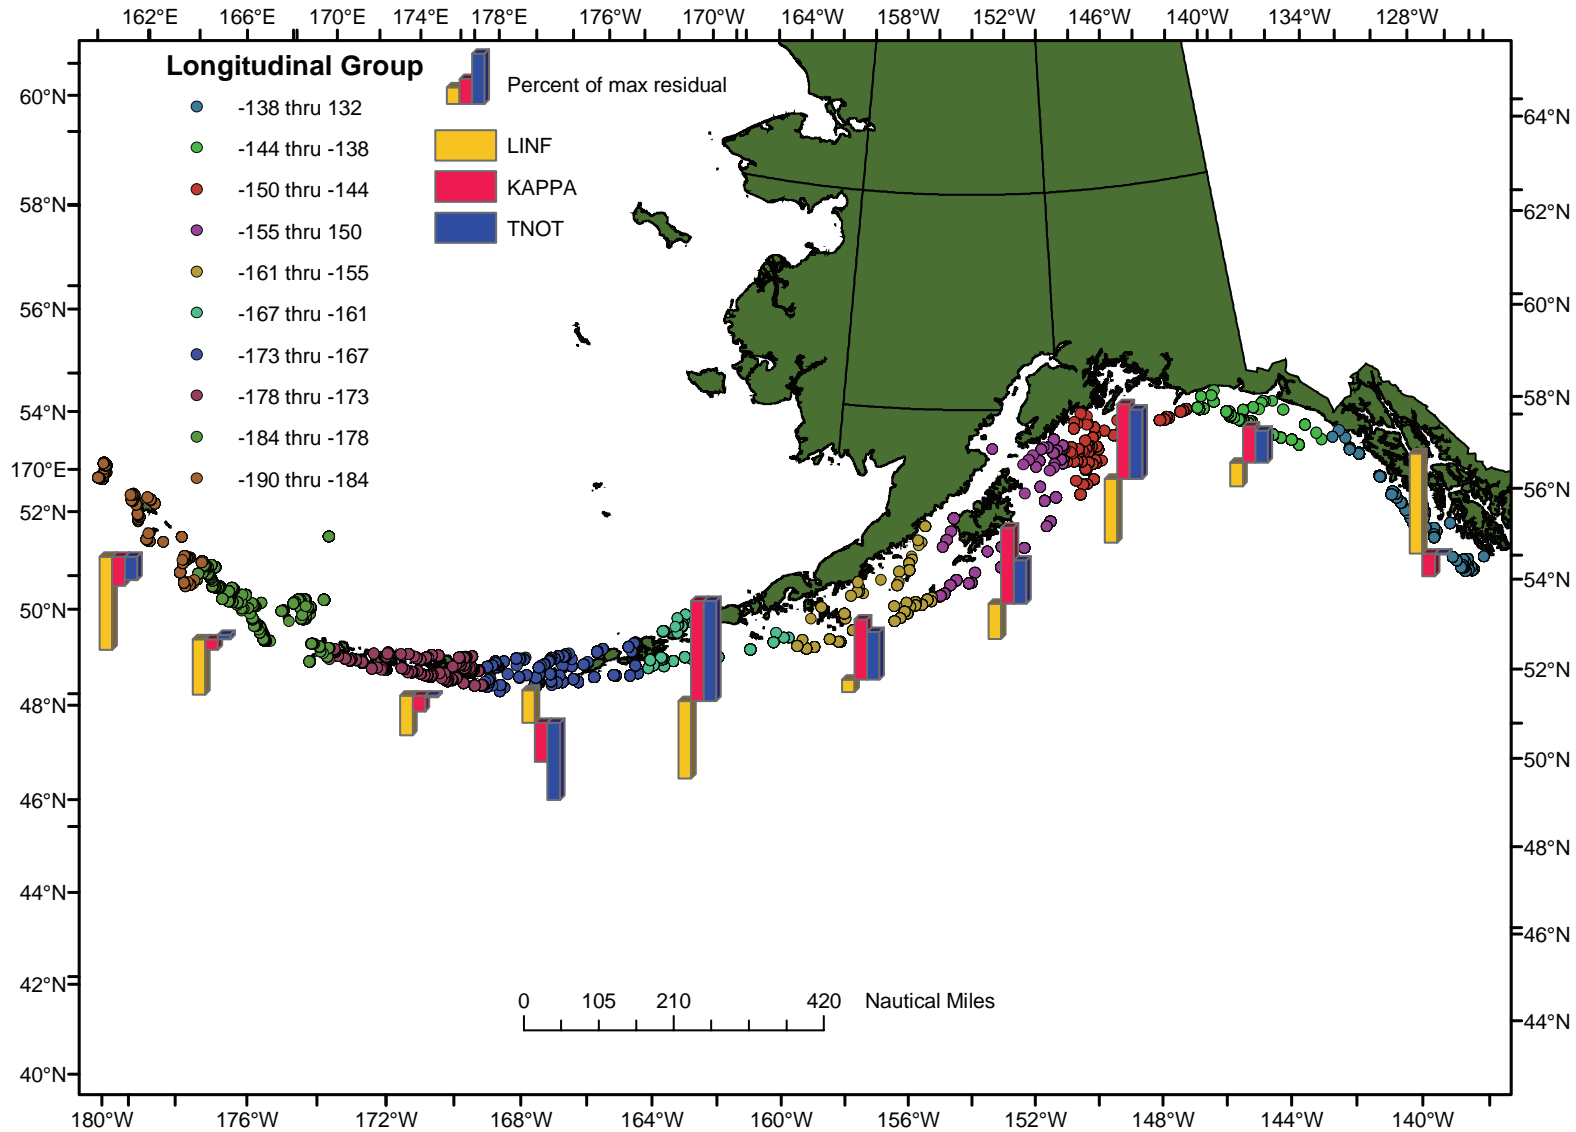 162°E 166°E 170°E 174°E 178°E 176°W 170°W 164°W 158°W 152°W 146°W 140°W 134°W 128°W
Longitudinal Group
-138 thru 132
-144 thru -138
-150 thru -144
-155 thru 150
-161 thru -155
-167 thru -161
-173 thru -167
-178 thru -173
-184 thru -178
-190 thru -184
Percent of max residual
LINF
KAPPA
TNOT
60°N
58°N
56°N
54°N
170°E
52°N
50°N
48°N
46°N
44°N
42°N
40°N
64°N
62°N
60°N
58°N
56°N
54°N
52°N
50°N
48°N
46°N
44°N
0 105 210 420 Nautical Miles
180°W 176°W 172°W 168°W 164°W 160°W 156°W 152°W 148°W 144°W 140°W